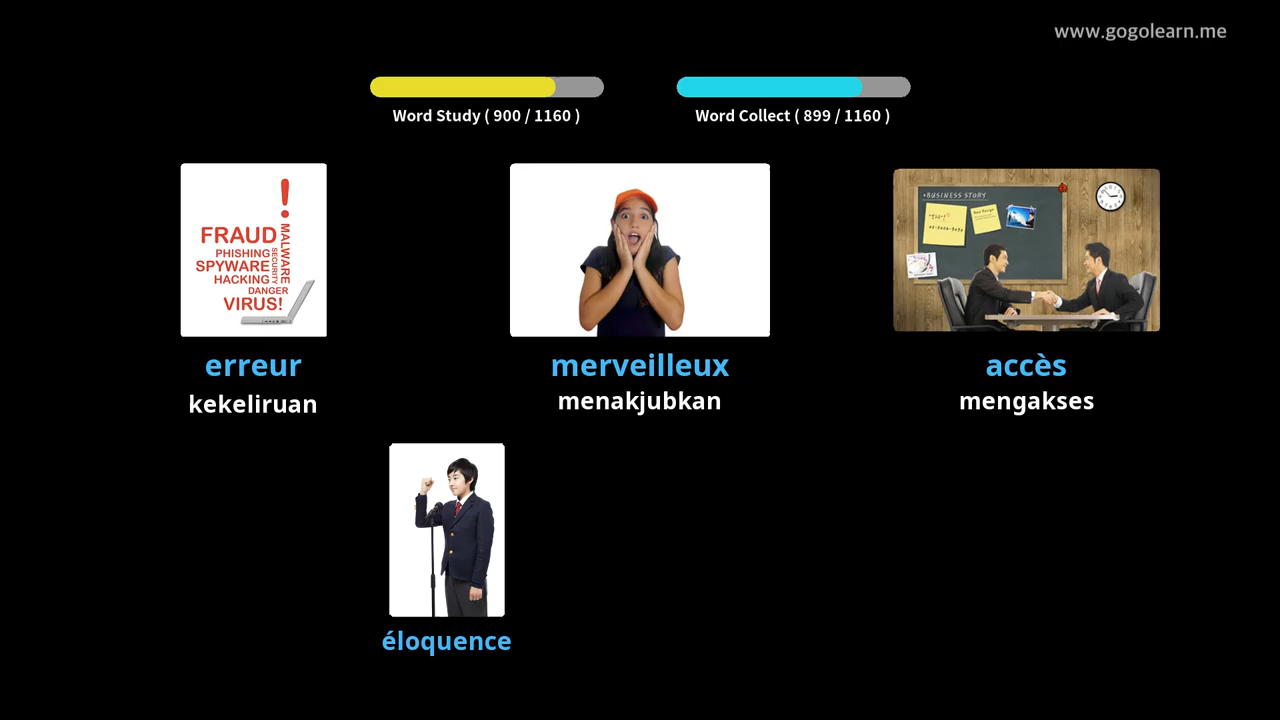 www.gogolearn.me
Word Study ( 900 / 1160 )
Word Collect ( 899 / 1160 )
!
FRAUD
MALWARE
PHISHING
SECURITY
SPYWARE
HACKING
DANGER
VIRUS!
BUSINESS STORY
erreur
merveilleux
accès
kekeliruan
menakjubkan
mengakses
éloquence